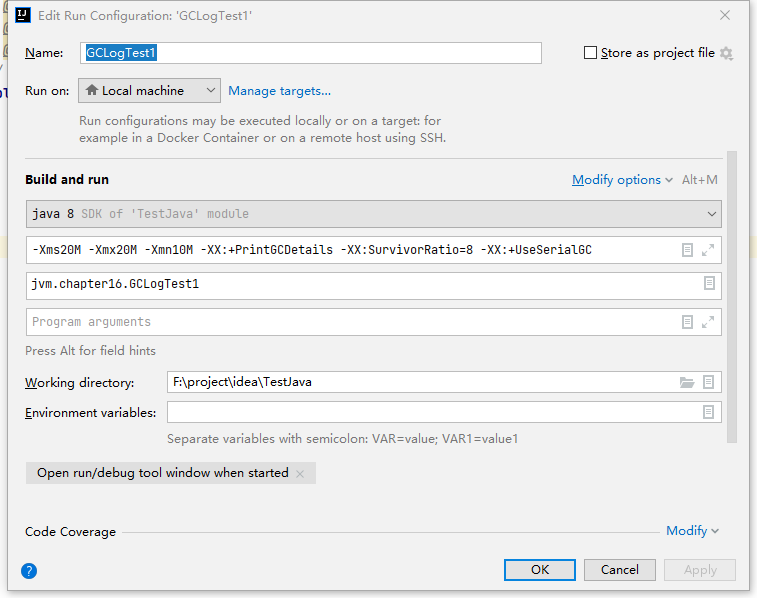 Edit Run Configuration: 'GCLogTest1'
Name: GCLogTest1 Store as project file
Run on: Local machine Manage targets...
Run configurations may be executed locally or on a target: for
example in a Docker Container or on a remote host using SSH.
Build and run Modify options Alt+M
java 8 SDK of 'TestJava' module
-Xms20M -Xmx20M -Xmn10M -XX:+PrintGCDetails -XX:SurvivorRatio=8 -XX:+UseSerialGC
jvm.chapter16.GCLogTest1
Program arguments
Press Alt for field hints
Working directory: F:\project\idea\TestJava
Environment variables:
Separate variables with semicolon: VAR=value; VAR1=value1
Open run/debug tool window when started
Code Coverage Modify
? OK Cancel Apply